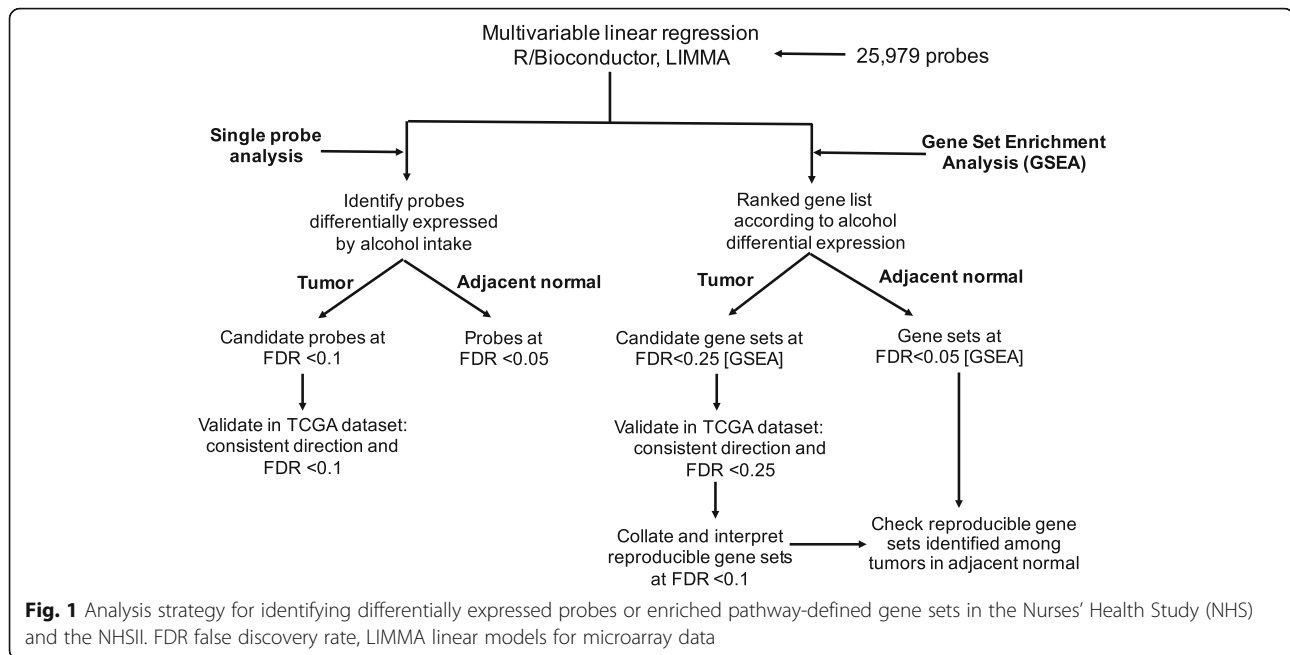 Multivariable linear regression
R/Bioconductor, LIMMA
25,979 probes
Single probe
analysis
Gene Set Enrichment
Analysis (GSEA)
Identify probes
differentially expressed
by alcohol intake
Ranked gene list
according to alcohol
differential expression
Tumor
Adjacent normal
Tumor
Adjacent normal
Candidate probes at
FDR <0.1
Probes at
FDR <0.05
Candidate gene sets at
FDR<0.25 [GSEA]
Gene sets at
FDR<0.05 [GSEA]
Validate in TCGA dataset:
consistent direction and
FDR <0.1
Validate in TCGA dataset:
consistent direction and
FDR <0.25
Collate and interpret
reproducible gene sets
at FDR <0.1
Check reproducible gene
sets identified among
tumors in adjacent normal
Fig. 1 Analysis strategy for identifying differentially expressed probes or enriched pathway-defined gene sets in the Nurses’ Health Study (NHS)
and the NHSII. FDR false discovery rate, LIMMA linear models for microarray data